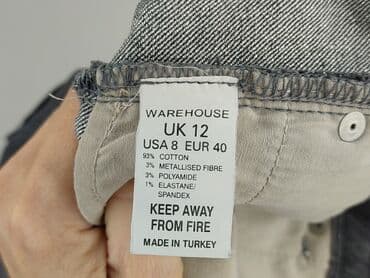 WAREHOUSE
UK 12
USA 8 EUR 40
93% COTTON
3% METALLISED FIBRE
3% POLYAMIDE
1% ELASTANE/
SPANDEX
KEEP AWAY
FROM FIRE
MADE IN TURKEY